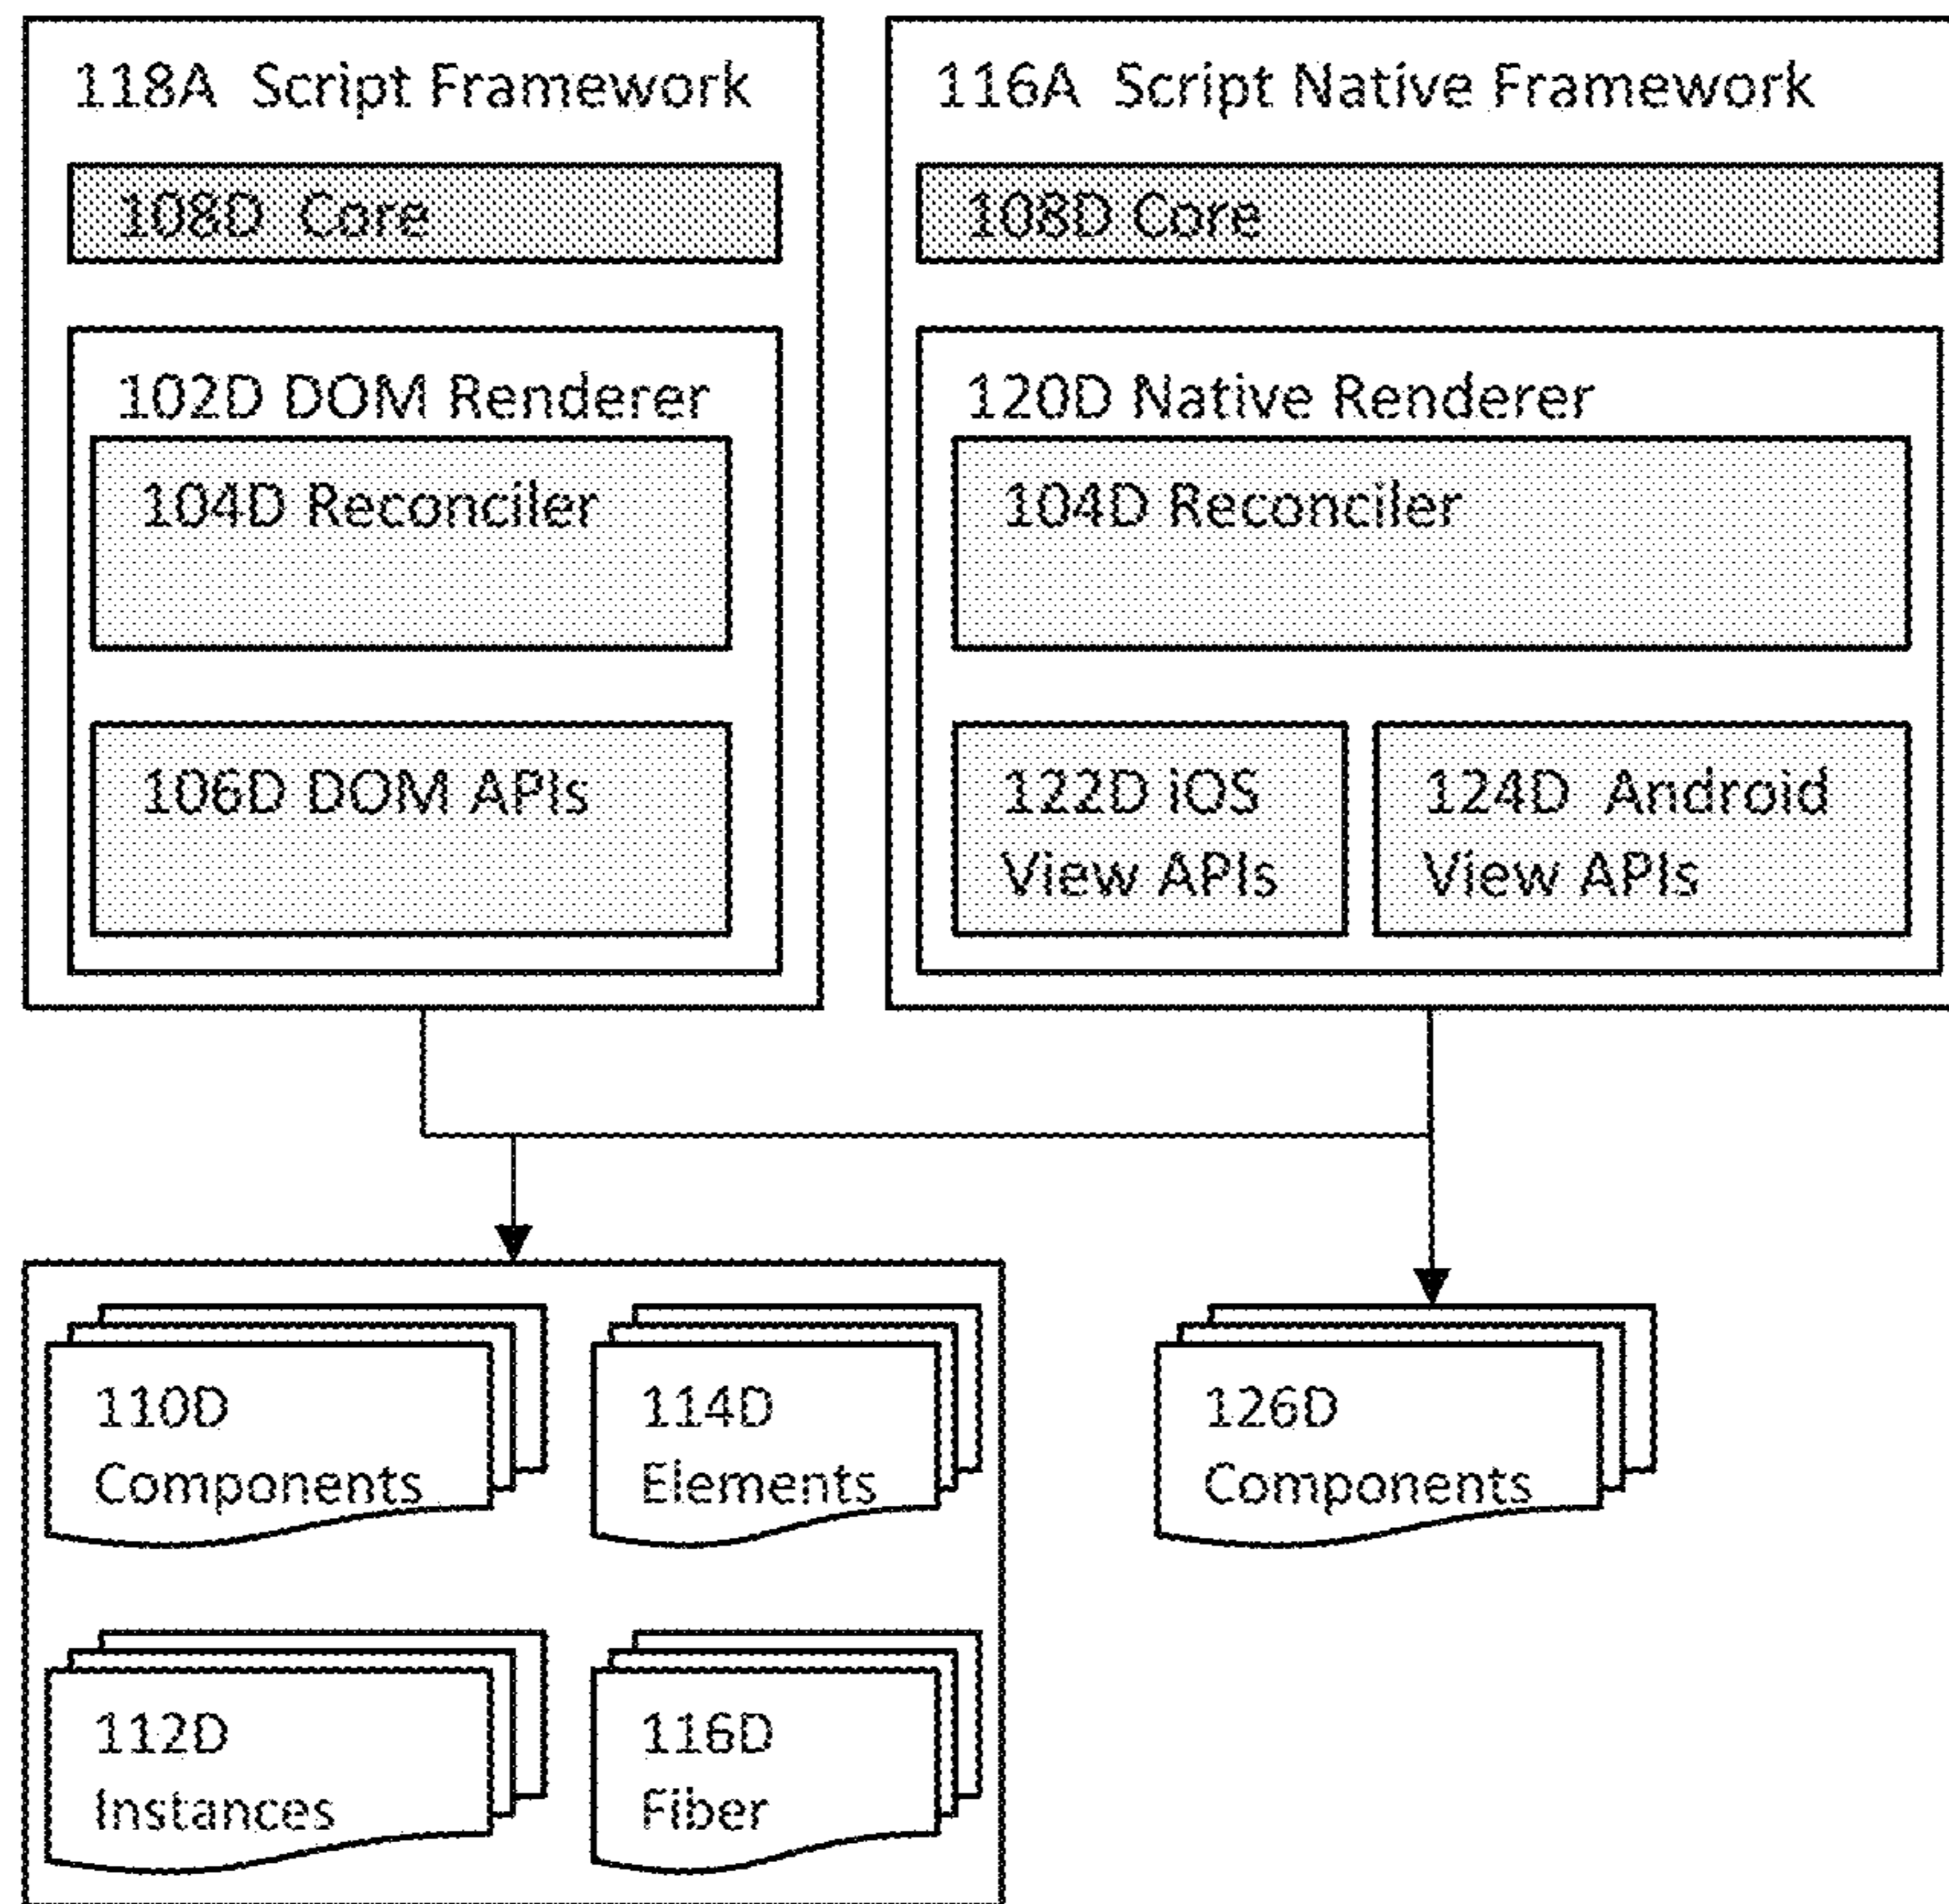 118A Script Framework
108D Core
102D DOM Renderer
104D Reconciler
106D DOM APIs
116A Script Native Framework
108D Core
120D Native Renderer
104D Reconciler
122D iOS
View APIs
124D Android
View APIs
110D
Components
114D
Elements
112D
Instances
116D
Fiber
126D
Components